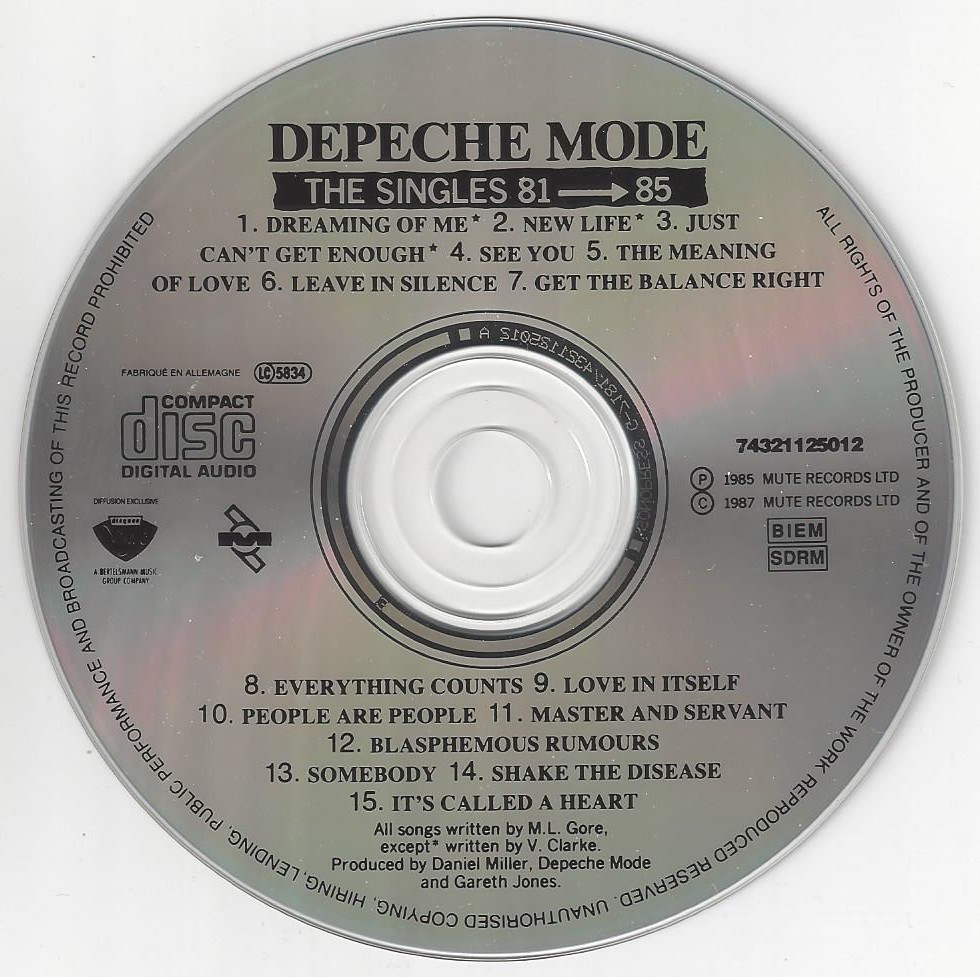 DEPECHE MODE
THE SINGLES 81 → 85
1. DREAMING OF ME* 2. NEW LIFE* 3. JUST
CAN'T GET ENOUGH* 4. SEE YOU 5. THE MEANING
OF LOVE 6. LEAVE IN SILENCE 7. GET THE BALANCE RIGHT
FABRIQUÉ EN ALLEMAGNE LC 5834
COMPACT
disc
DIGITAL AUDIO
DIFFUSION EXCLUSIVE
disques
A BERTELSMANN MUSIC
GROUP COMPANY
74321125012
Ⓟ 1985 MUTE RECORDS LTD
Ⓒ 1987 MUTE RECORDS LTD
BIEM
SDRM
8. EVERYTHING COUNTS 9. LOVE IN ITSELF
10. PEOPLE ARE PEOPLE 11. MASTER AND SERVANT
12. BLASPHEMOUS RUMOURS
13. SOMEBODY 14. SHAKE THE DISEASE
15. IT'S CALLED A HEART
All songs written by M.L. Gore,
except* written by V. Clarke.
Produced by Daniel Miller, Depeche Mode
and Gareth Jones.
ALL RIGHTS OF THE PRODUCER AND OF THE OWNER OF THE WORK REPRODUCED RESERVED. UNAUTHORISED COPYING, HIRING, LENDING, PUBLIC PERFORMANCE AND BROADCASTING OF THIS RECORD PROHIBITED